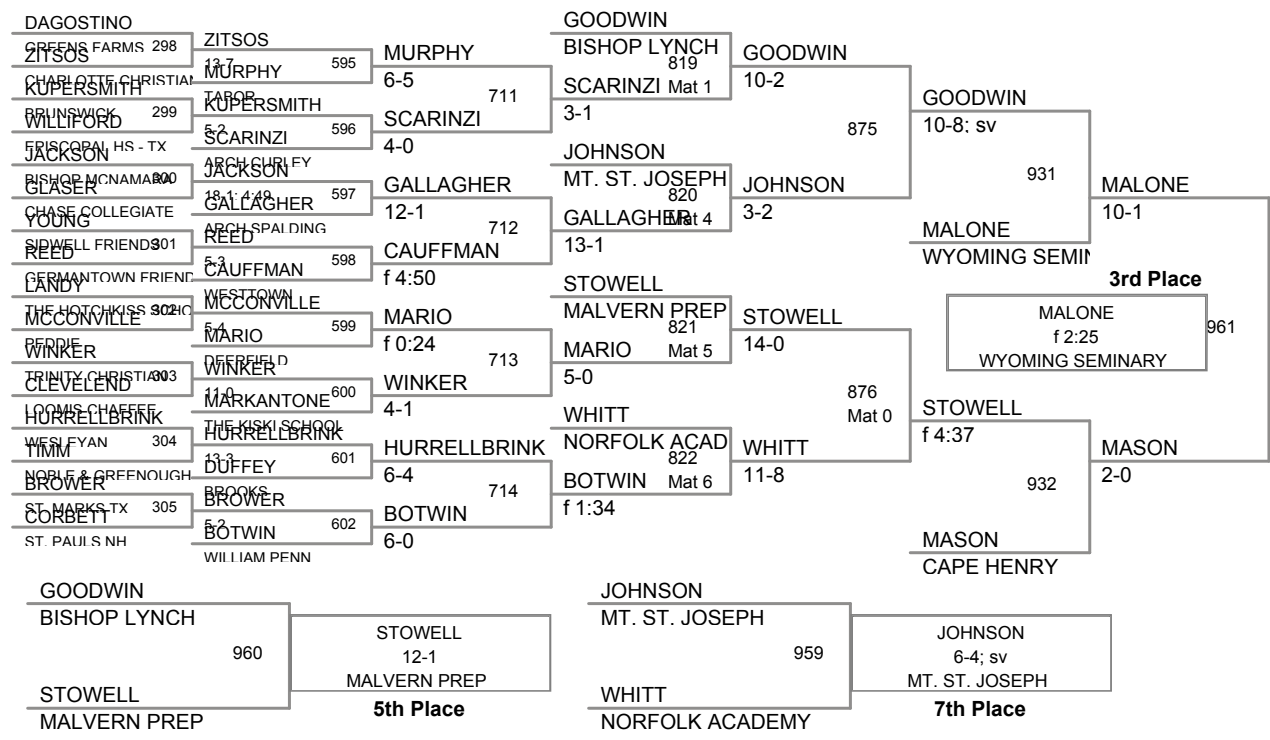 DAGOSTINO
GREENS FARMS 298
ZITSOS
CHARLOTTE CHRISTIAN
KUPERSMITH
BRUNSWICK 299
WILLIFORD
EPISCOPAL HS - TX
JACKSON
BISHOP MCNAMARA 300
GLASER
CHASE COLLEGIATE
YOUNG
SIDWELL FRIENDS 301
REED
GERMANTOWN FRIEND
LANDY
THE HOTCHKISS SCHO 302
MCCONVILLE
PEDDIE
WINKER
TRINITY CHRISTIAN 303
CLEVELEND
LOOMIS CHAFFEE
HURRELLBRINK
WESLEYAN 304
TIMM
NOBLE & GREENOUGH
BROWER
ST. MARKS TX 305
CORBETT
ST. PAULS NH
ZITSOS
13-7 595
MURPHY
TABOR
KUPERSMITH
5-2 596
SCARINZI
ARCH CURLEY
JACKSON
18-1; 4:49 597
GALLAGHER
ARCH SPALDING
REED
5-3 598
CAUFFMAN
WESTTOWN
MCCONVILLE
5-4 599
MARIO
DEERFIELD
WINKER
11-0 600
MARKANTONE
THE KISKI SCHOOL
HURRELLBRINK
13-3 601
DUFFEY
BROOKS
BROWER
5-2 602
BOTWIN
WILLIAM PENN
MURPHY
6-5
711
SCARINZI
4-0
GALLAGHER
12-1
712
CAUFFMAN
f 4:50
MARIO
f 0:24
713
WINKER
4-1
HURRELLBRINK
6-4
714
BOTWIN
6-0
GOODWIN
BISHOP LYNCH
819
SCARINZI Mat 1
3-1
JOHNSON
MT. ST. JOSEPH
820
GALLAGHER Mat 4
13-1
STOWELL
MALVERN PREP
821
MARIO Mat 5
5-0
WHITT
NORFOLK ACAD
822
BOTWIN Mat 6
f 1:34
GOODWIN
10-2
875
JOHNSON
3-2
STOWELL
14-0
876
Mat 0
WHITT
11-8
GOODWIN
10-8; sv
931
MALONE
WYOMING SEMIN
STOWELL
f 4:37
932
MASON
CAPE HENRY
MALONE
10-1
3rd Place
MALONE
f 2:25
WYOMING SEMINARY
961
MASON
2-0
GOODWIN
BISHOP LYNCH
960
STOWELL
MALVERN PREP
STOWELL
12-1
MALVERN PREP
5th Place
JOHNSON
MT. ST. JOSEPH
959
WHITT
NORFOLK ACADEMY
JOHNSON
6-4; sv
MT. ST. JOSEPH
7th Place